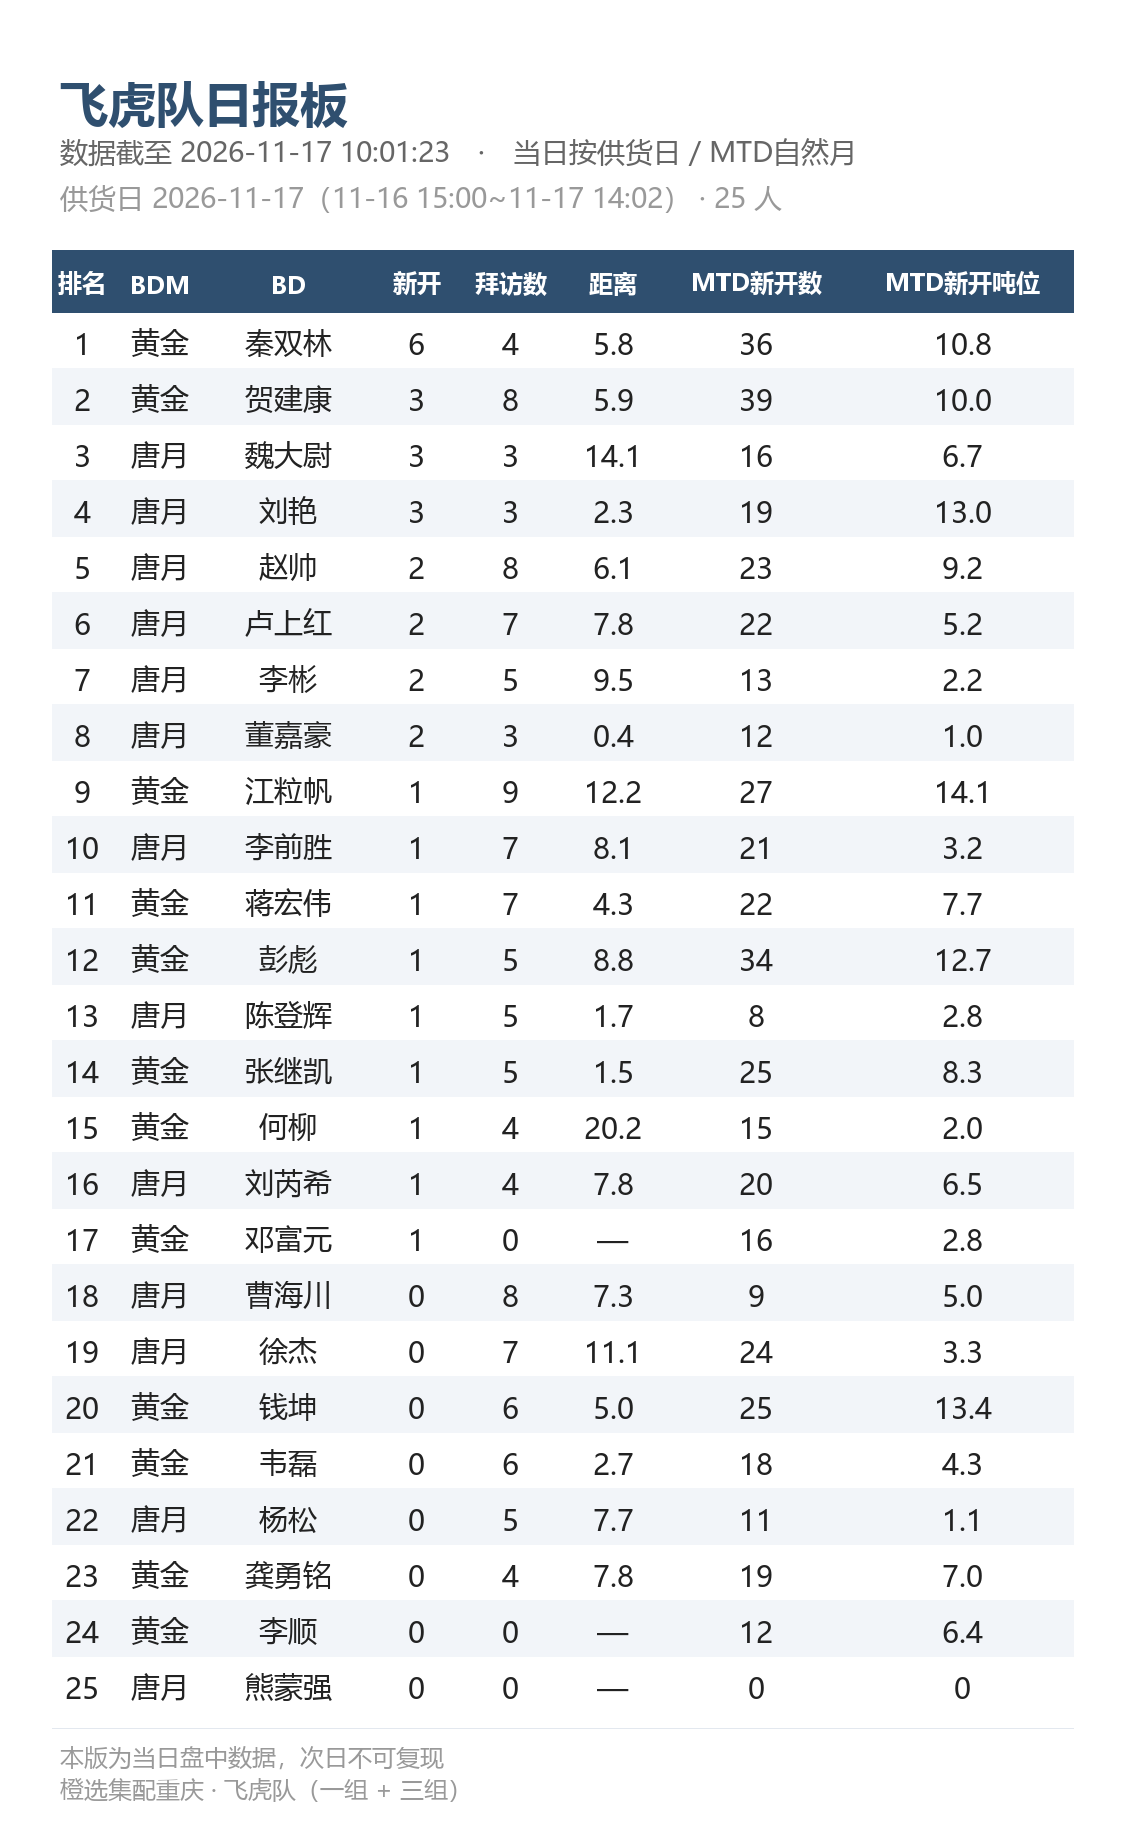 飞虎队日报板
数据截至 2026-11-17 10:01:23 · 当日按供货日 / MTD自然月
供货日 2026-11-17（11-16 15:00~11-17 14:02） · 25 人
排名 BDM BD 新开 拜访数 距离 MTD新开数 MTD新开吨位
1 黄金 秦双林 6 4 5.8 36 10.8
2 黄金 贺建康 3 8 5.9 39 10.0
3 唐月 魏大尉 3 3 14.1 16 6.7
4 唐月 刘艳 3 3 2.3 19 13.0
5 唐月 赵帅 2 8 6.1 23 9.2
6 唐月 卢上红 2 7 7.8 22 5.2
7 唐月 李彬 2 5 9.5 13 2.2
8 唐月 董嘉豪 2 3 0.4 12 1.0
9 黄金 江粒帆 1 9 12.2 27 14.1
10 唐月 李前胜 1 7 8.1 21 3.2
11 黄金 蒋宏伟 1 7 4.3 22 7.7
12 黄金 彭彪 1 5 8.8 34 12.7
13 唐月 陈登辉 1 5 1.7 8 2.8
14 黄金 张继凯 1 5 1.5 25 8.3
15 黄金 何柳 1 4 20.2 15 2.0
16 唐月 刘芮希 1 4 7.8 20 6.5
17 黄金 邓富元 1 0 — 16 2.8
18 唐月 曹海川 0 8 7.3 9 5.0
19 唐月 徐杰 0 7 11.1 24 3.3
20 黄金 钱坤 0 6 5.0 25 13.4
21 黄金 韦磊 0 6 2.7 18 4.3
22 唐月 杨松 0 5 7.7 11 1.1
23 黄金 龚勇铭 0 4 7.8 19 7.0
24 黄金 李顺 0 0 — 12 6.4
25 唐月 熊蒙强 0 0 — 0 0
本版为当日盘中数据，次日不可复现
橙选集配重庆 · 飞虎队（一组 + 三组）